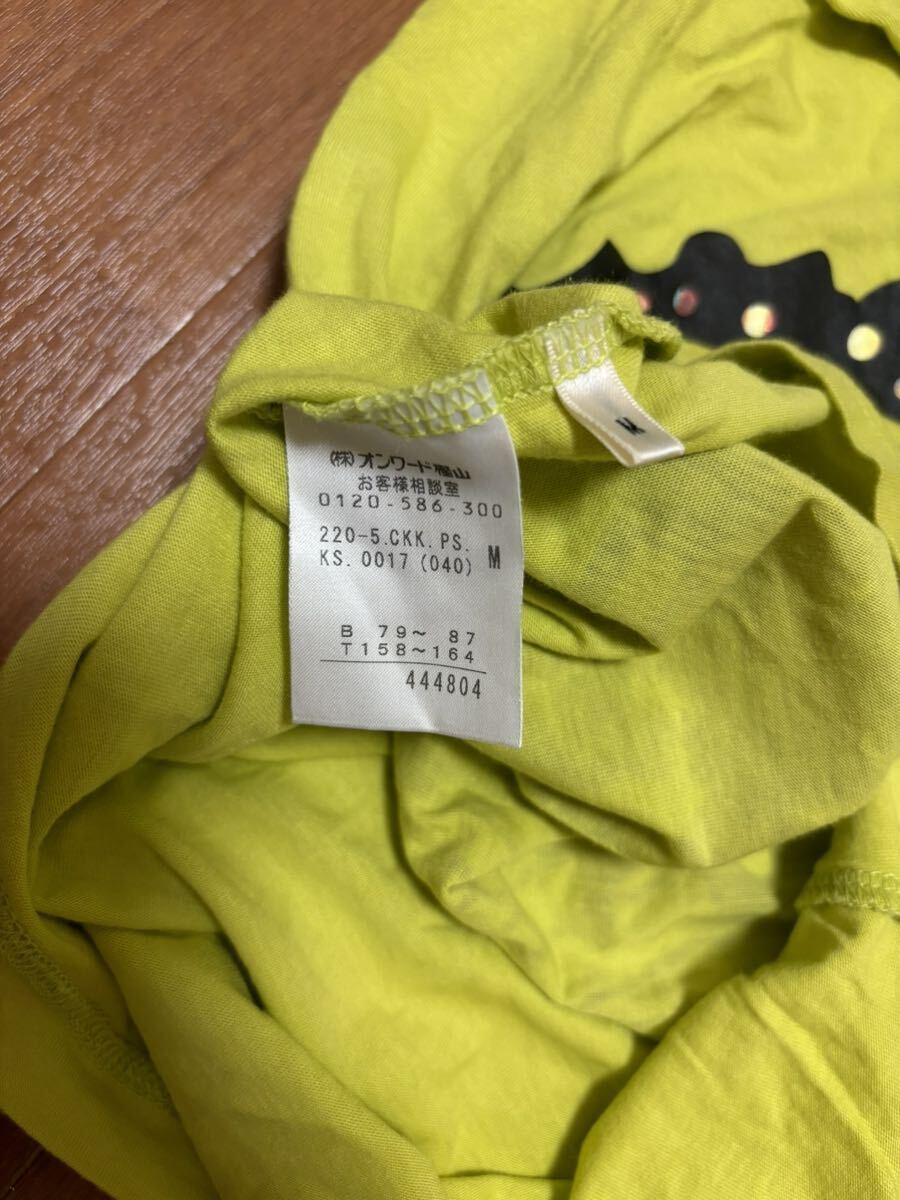 (株)オンワード樫山
お客様相談室
0120-586-300
220-5.CKK.PS. M
KS.0017(040)
B 79~ 87
T158~164
444804